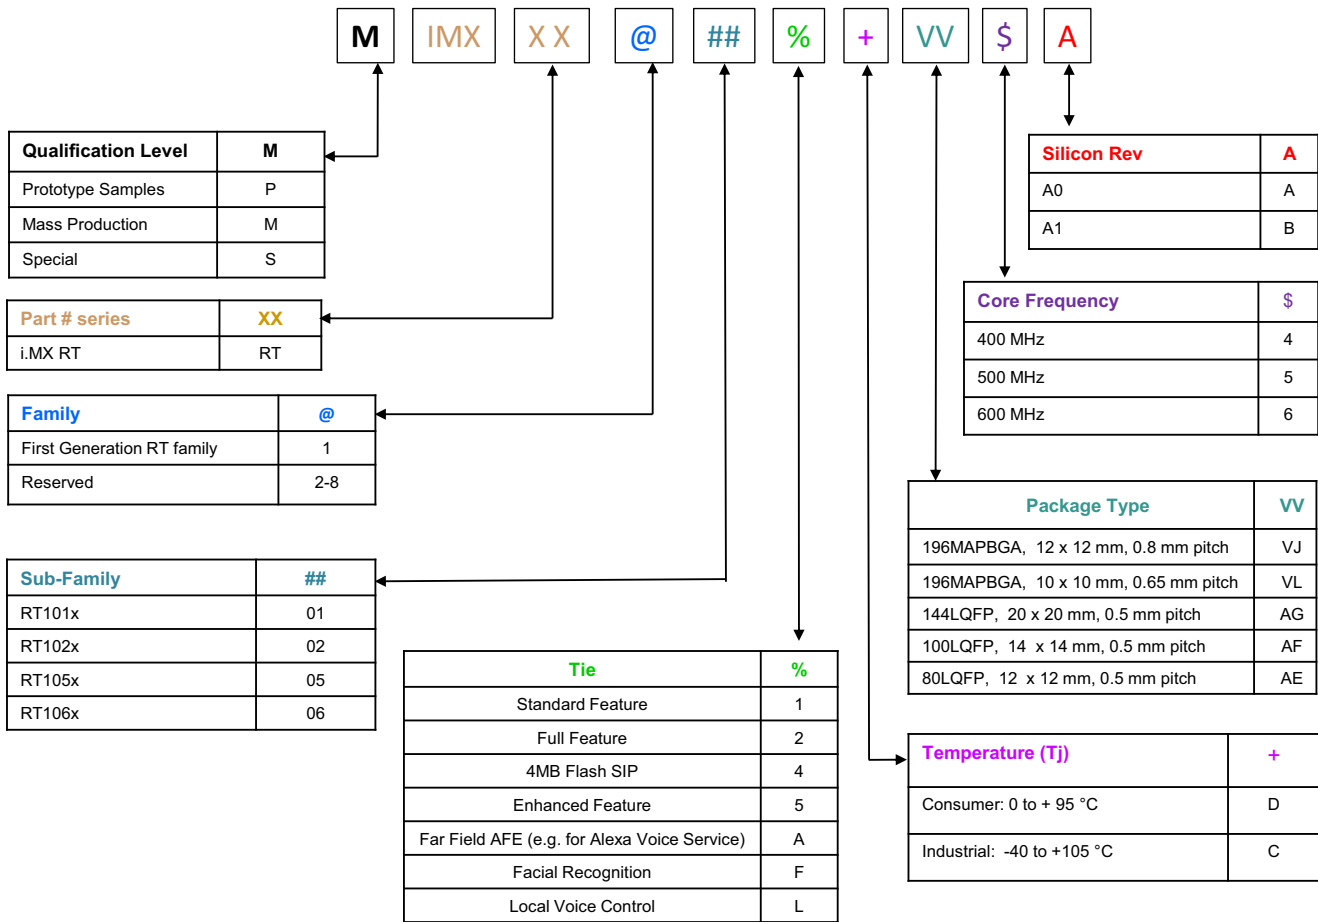 M IMX X X @ ## % + VV $ A
Qualification Level M
Prototype Samples P
Mass Production M
Special S
Part # series XX
i.MX RT RT
Family @
First Generation RT family 1
Reserved 2-8
Sub-Family ##
RT101x 01
RT102x 02
RT105x 05
RT106x 06
Tie %
Standard Feature 1
Full Feature 2
4MB Flash SIP 4
Enhanced Feature 5
Far Field AFE (e.g. for Alexa Voice Service) A
Facial Recognition F
Local Voice Control L
Silicon Rev A
A0 A
A1 B
Core Frequency $
400 MHz 4
500 MHz 5
600 MHz 6
Package Type VV
196MAPBGA, 12 x 12 mm, 0.8 mm pitch VJ
196MAPBGA, 10 x 10 mm, 0.65 mm pitch VL
144LQFP, 20 x 20 mm, 0.5 mm pitch AG
100LQFP, 14 x 14 mm, 0.5 mm pitch AF
80LQFP, 12 x 12 mm, 0.5 mm pitch AE
Temperature (Tj) +
Consumer: 0 to + 95 °C D
Industrial: -40 to +105 °C C